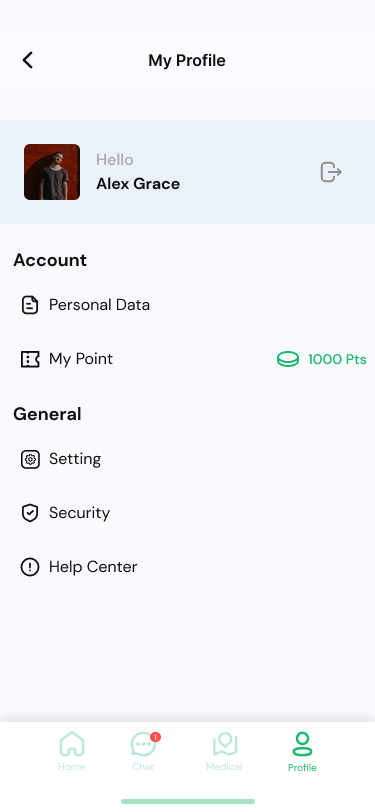 My Profile
Hello
Alex Grace
Account
Personal Data
My Point
1000 Pts
General
Setting
Security
Help Center
1
Home
Chat
Medical
Profile